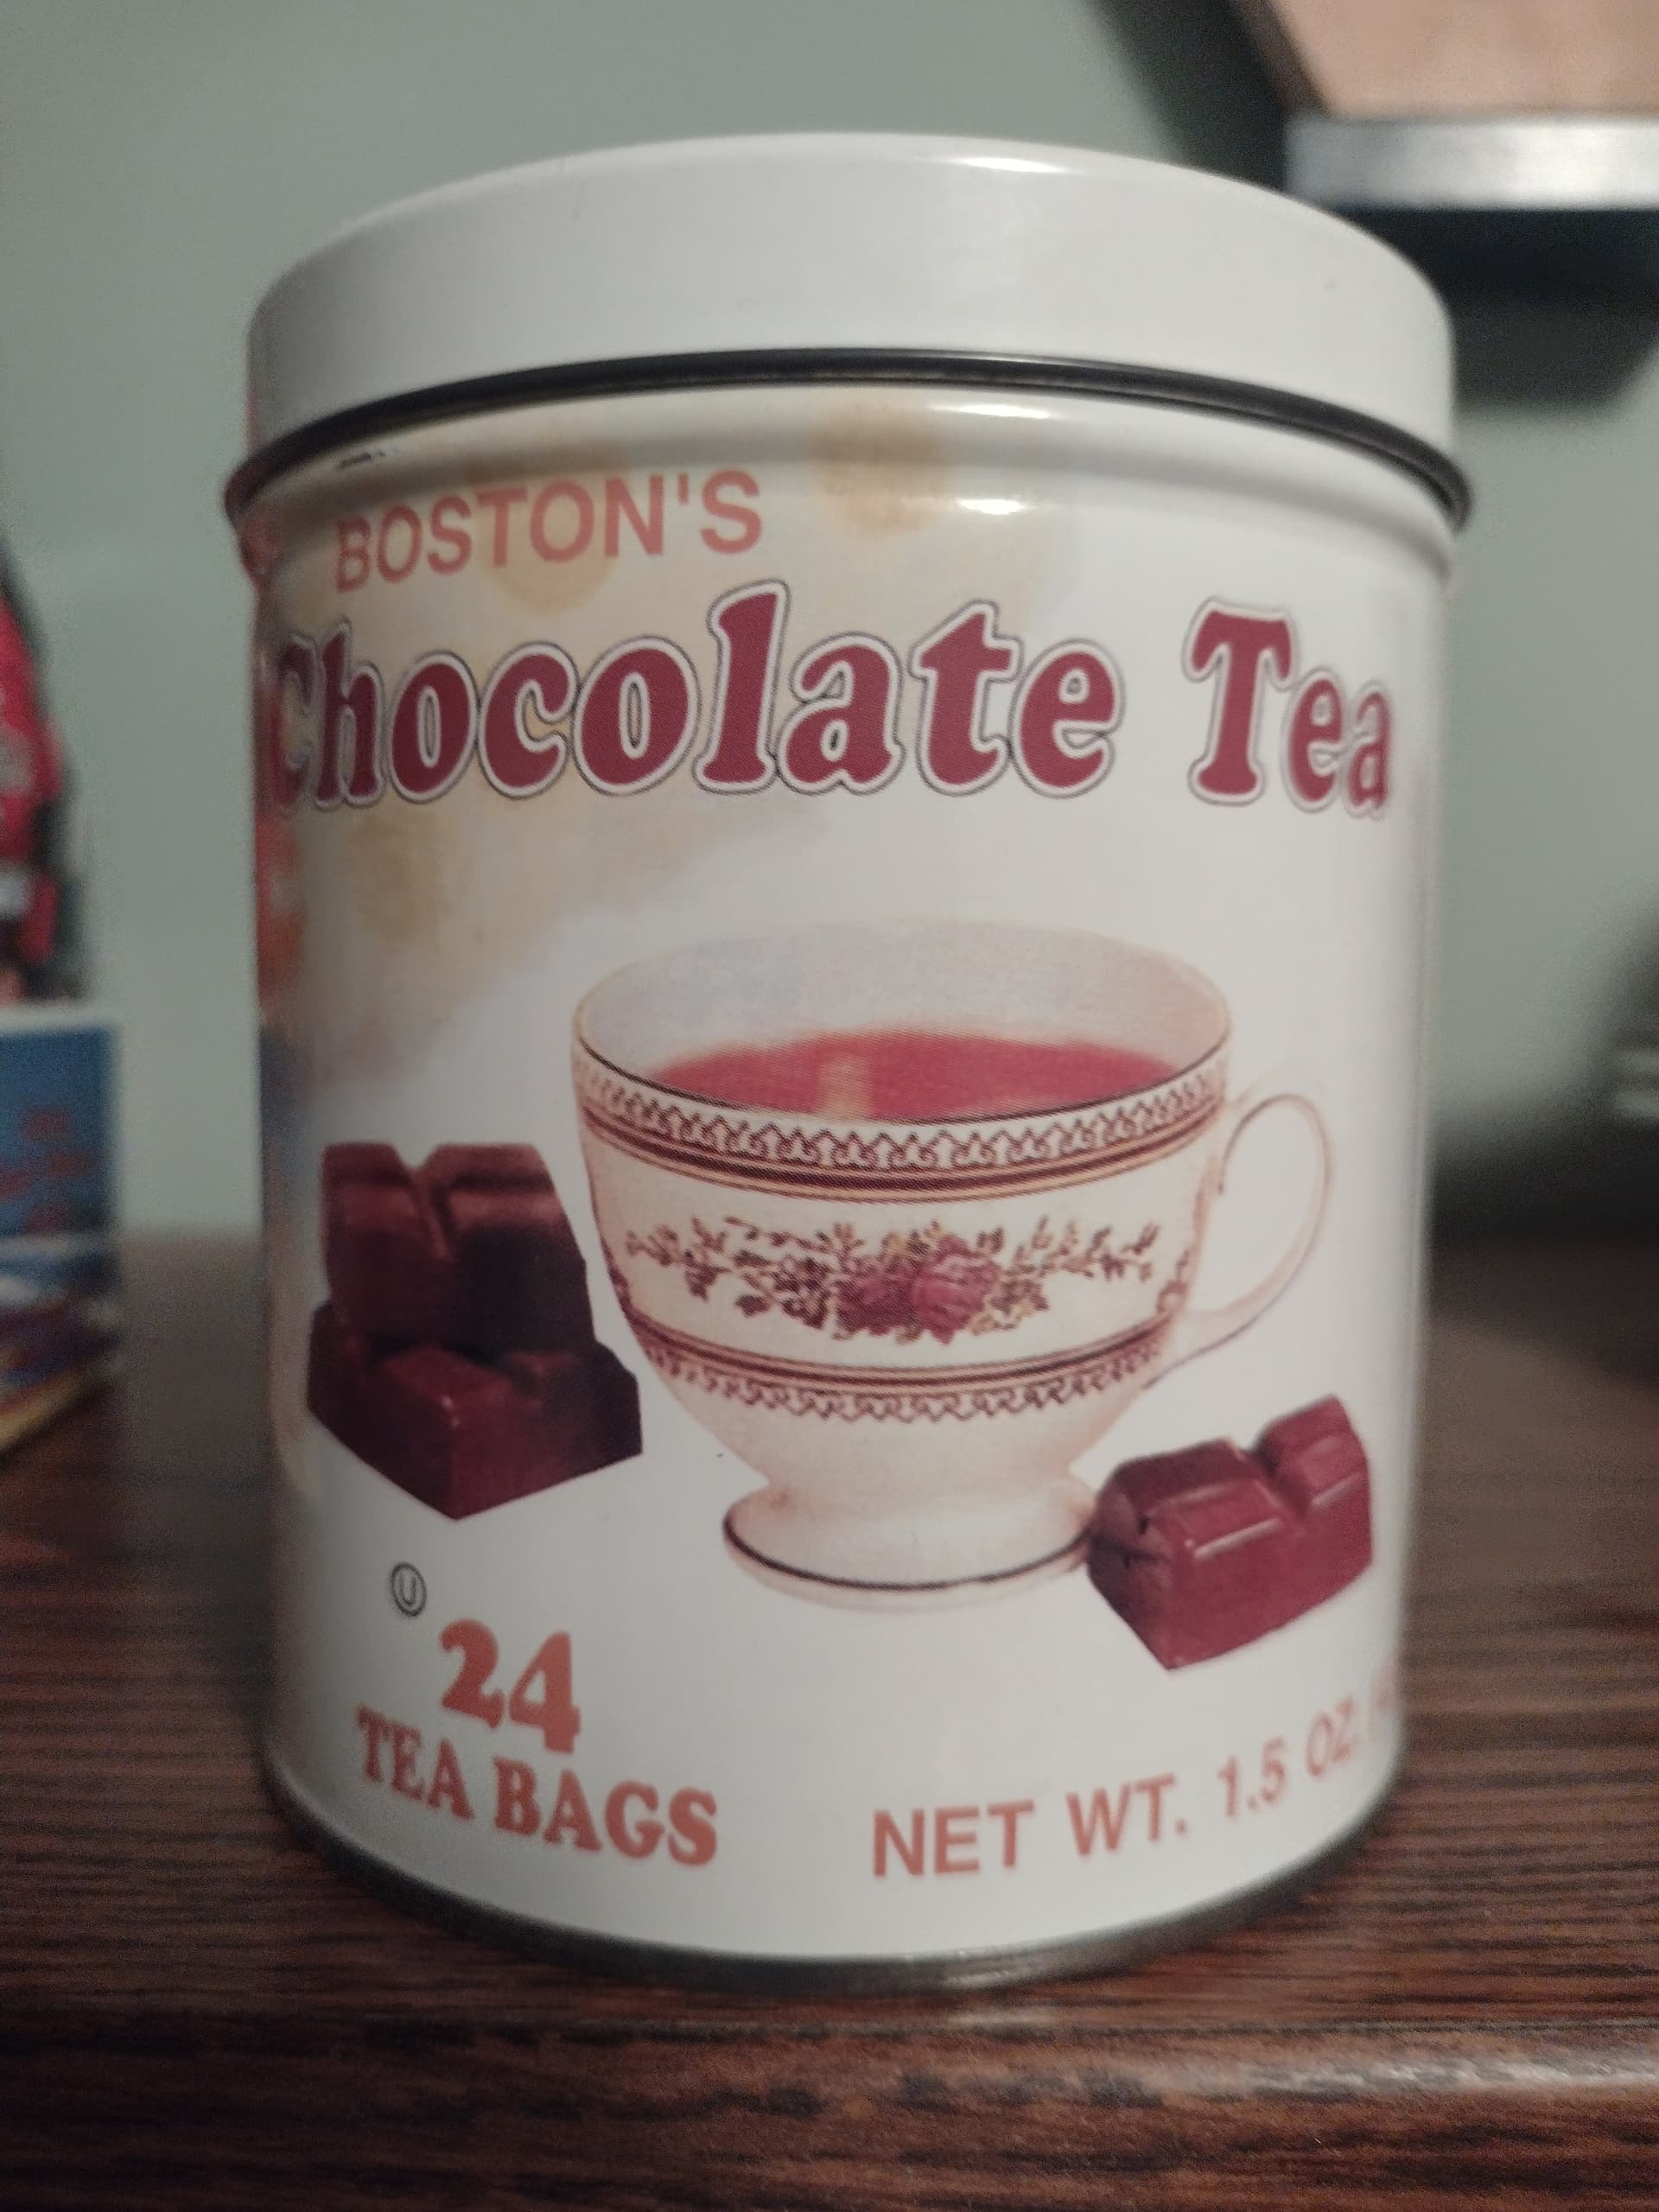 BOSTON'S
Chocolate Tea
U
24
TEA BAGS
NET WT. 1.5 OZ.